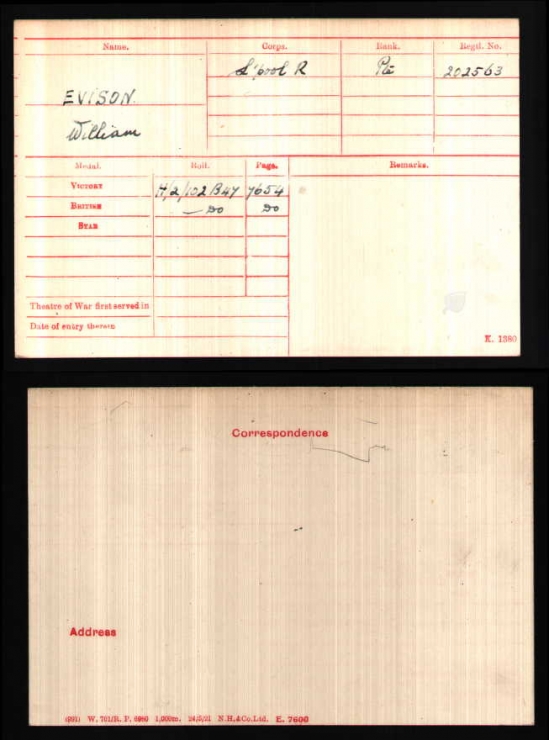 Name. Corps. Rank. Regtl. No.
L'pool R Pte 202563
EVISON.
William
Medal. Roll. Page. Remarks.
VICTORY H/2/102 B47 7654
BRITISH — Do Do
STAR
Theatre of War first served in
Date of entry therein
K. 1380
Correspondence
Address
W. 701/R. P. 6980 1,000m. 24/5/21 N.H.&Co.Ltd. E. 7600